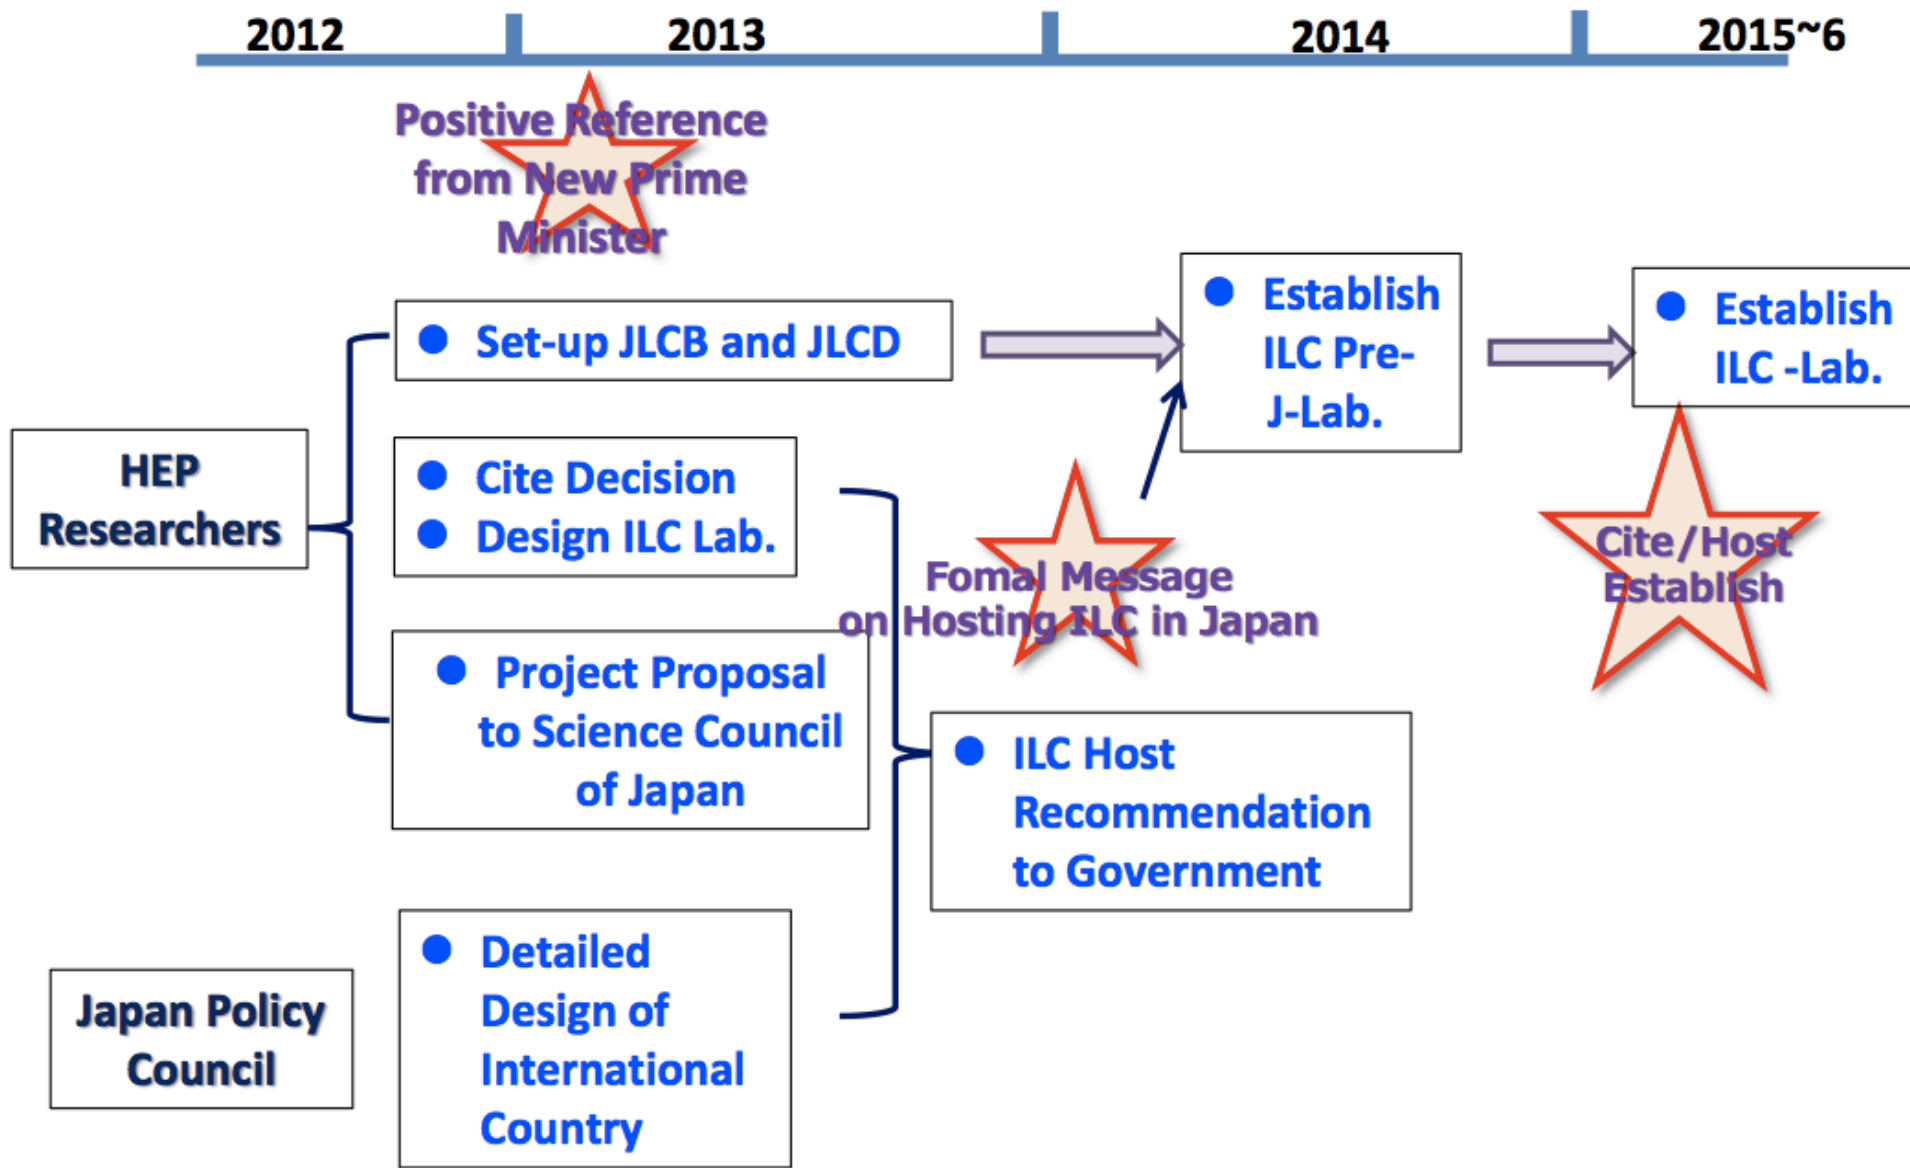 2012
2013
2014
2015~6
Positive Reference
from New Prime
Minister
● Set-up JLCB and JLCD
● Establish
ILC Pre-
J-Lab.
● Establish
ILC -Lab.
HEP
Researchers
● Cite Decision
● Design ILC Lab.
Fomal Message
on Hosting ILC in Japan
Cite/Host
Establish
● Project Proposal
to Science Council
of Japan
● ILC Host
Recommendation
to Government
Japan Policy
Council
● Detailed
Design of
International
Country